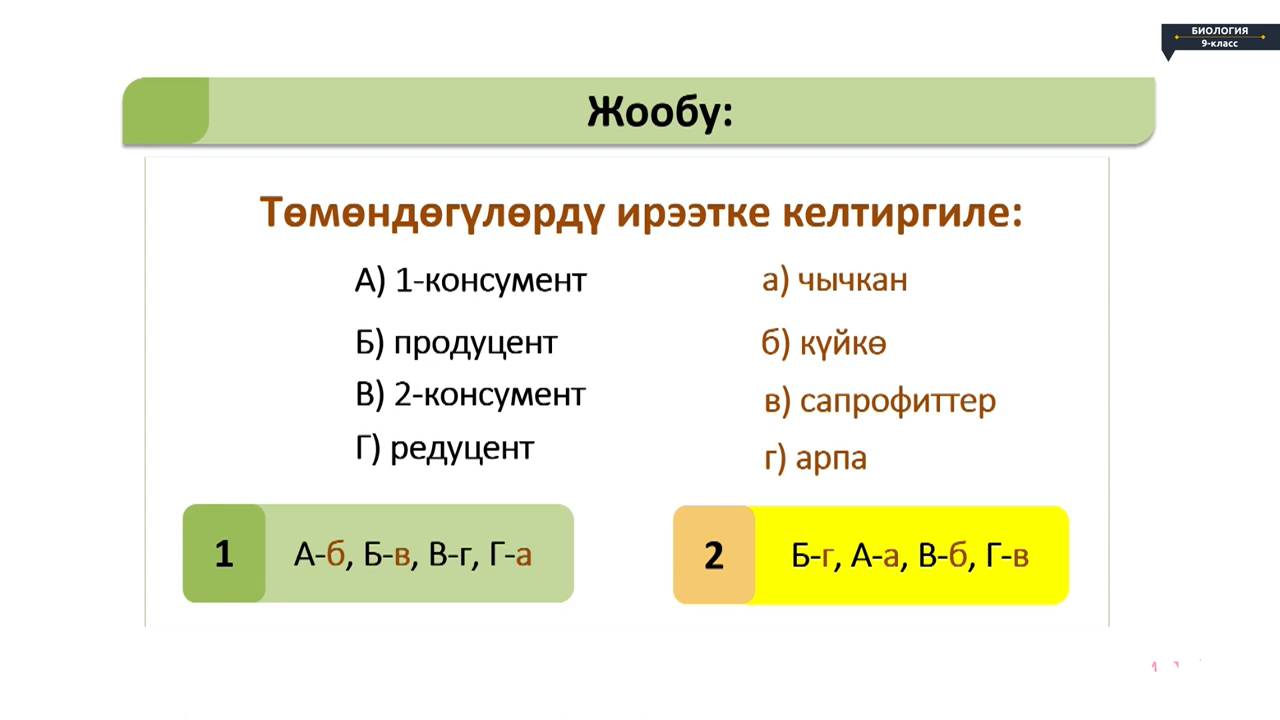 БИОЛОГИЯ
9-класс
Жообу:
Төмөндөгүлөрдү ирээтке келтиргиле:
А) 1-консумент
а) чычкан
Б) продуцент
б) күйкө
В) 2-консумент
в) сапрофиттер
Г) редуцент
г) арпа
1
А-б, Б-в, В-г, Г-а
2
Б-г, А-а, В-б, Г-в